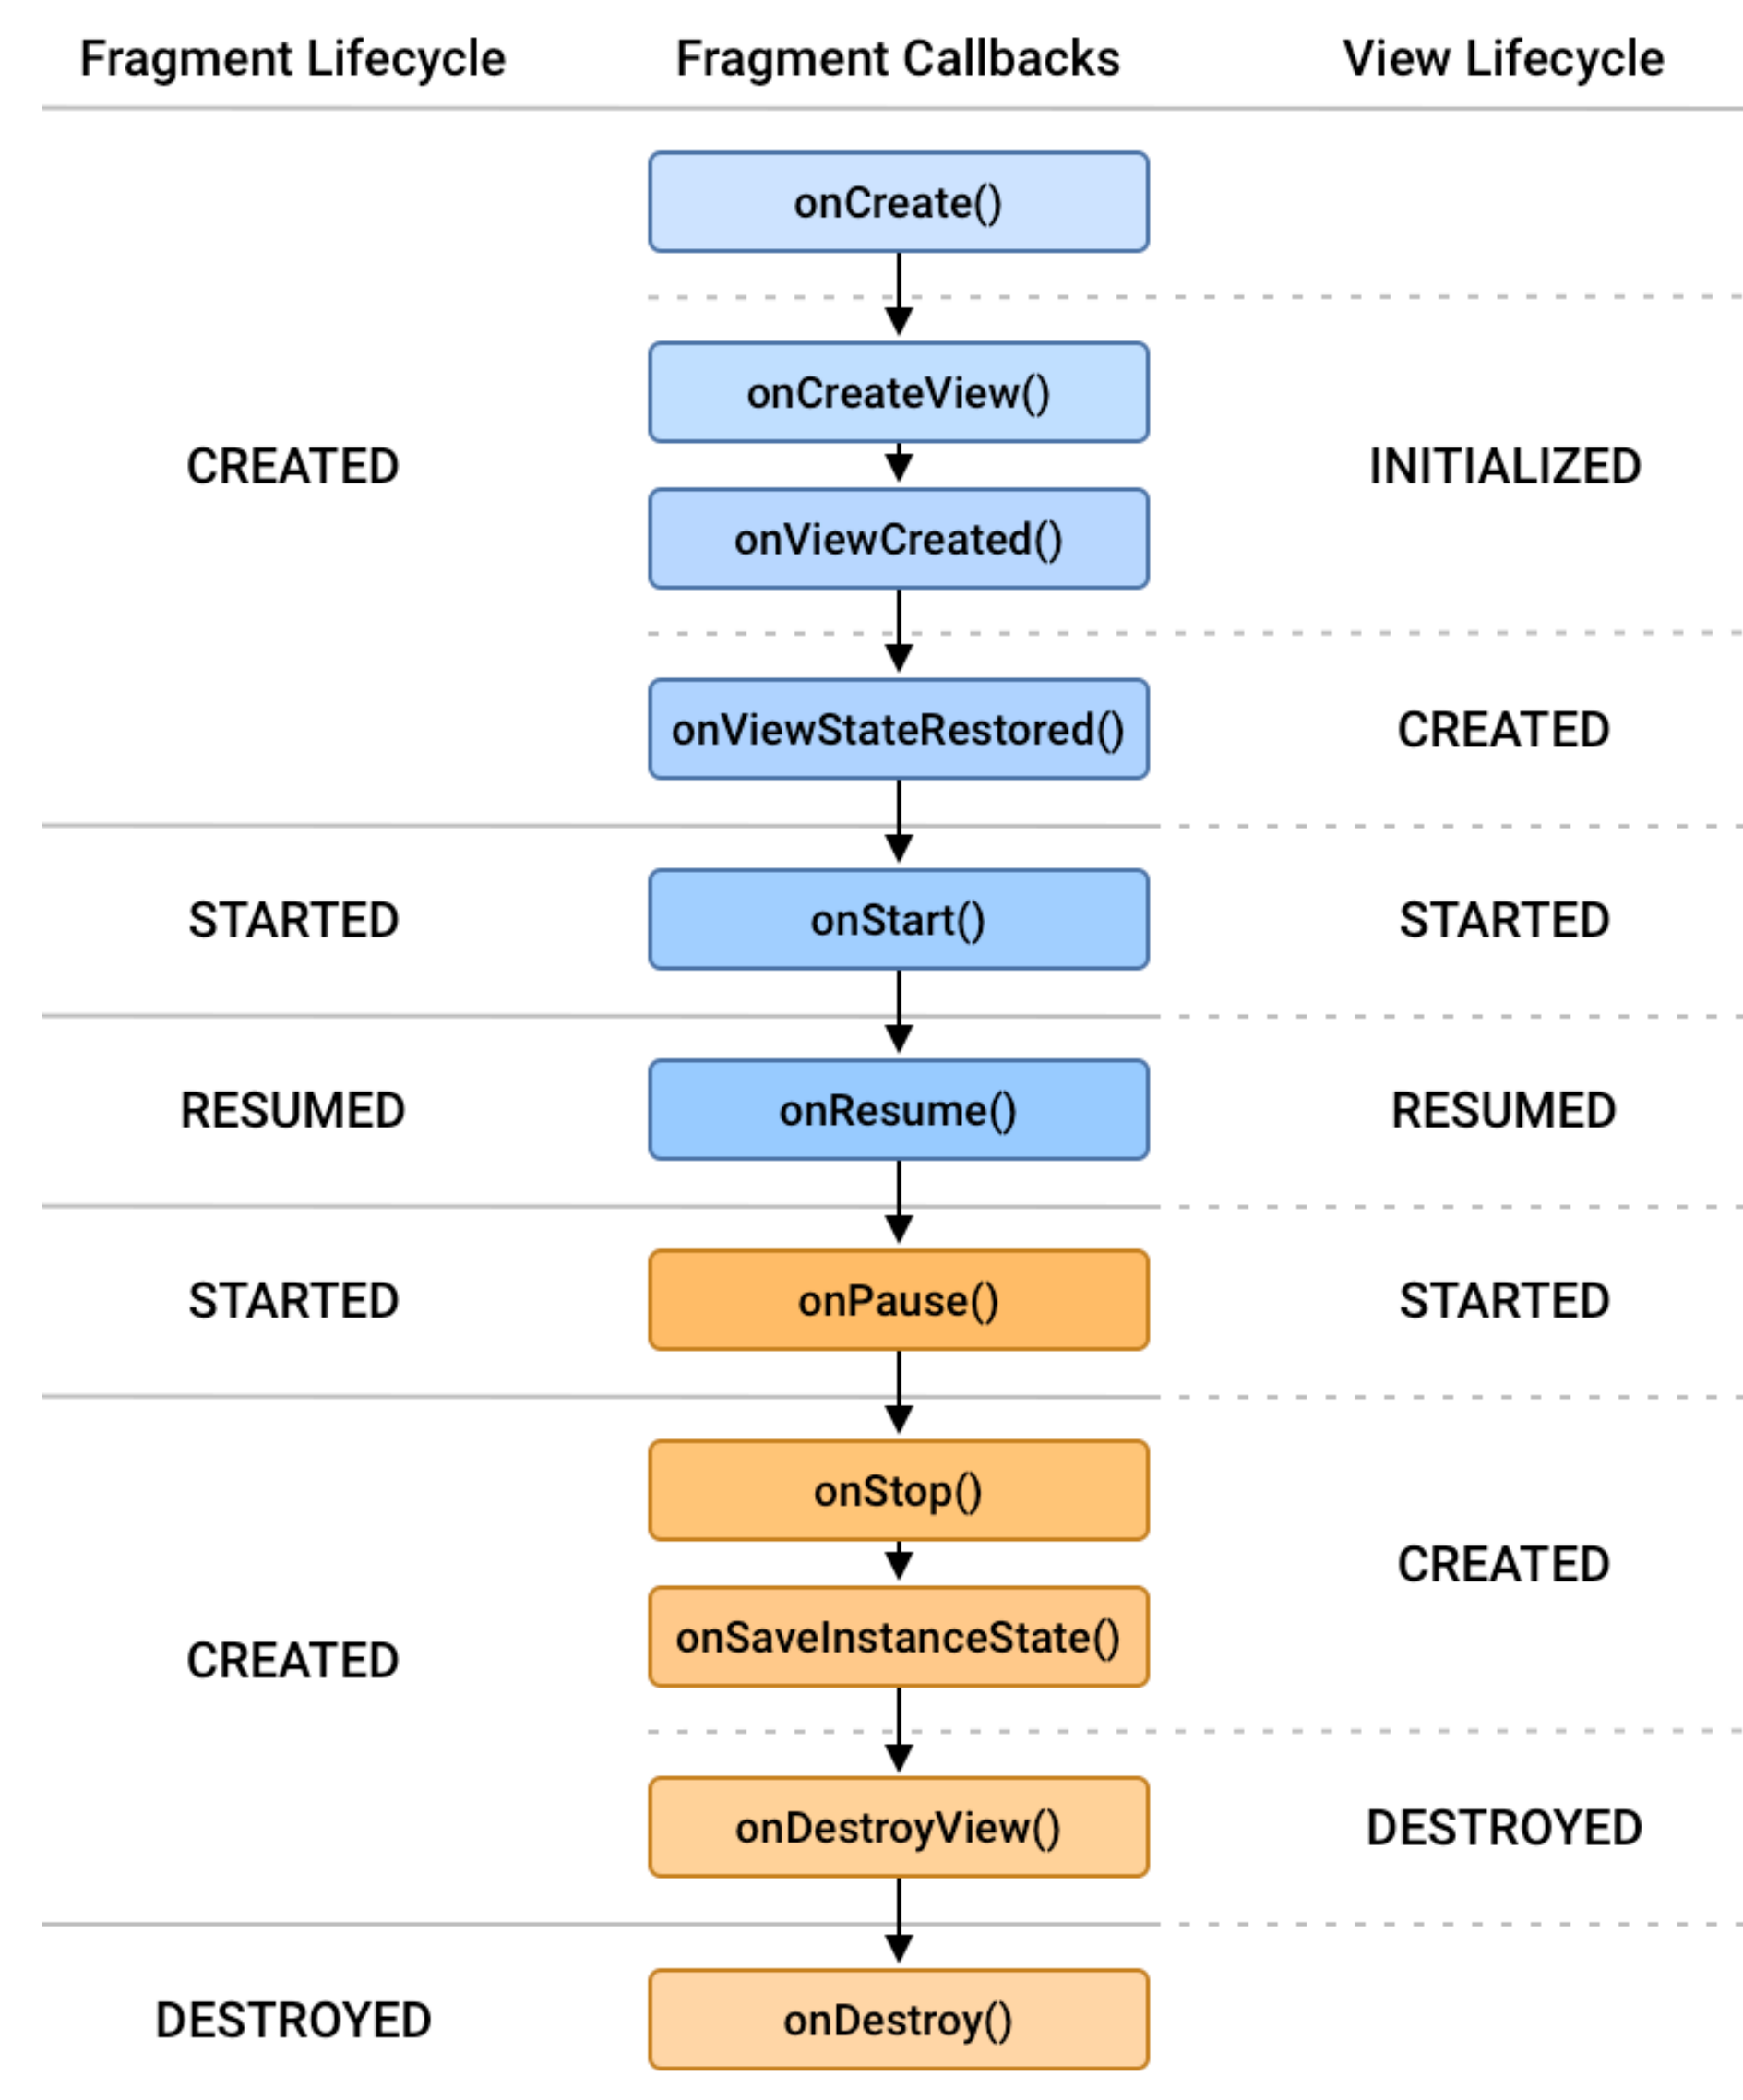 Fragment Lifecycle Fragment Callbacks View Lifecycle
onCreate()
onCreateView()
CREATED INITIALIZED
onViewCreated()
onViewStateRestored() CREATED
STARTED onStart() STARTED
RESUMED onResume() RESUMED
STARTED onPause() STARTED
onStop()
CREATED
onSaveInstanceState()
CREATED
onDestroyView() DESTROYED
DESTROYED onDestroy()